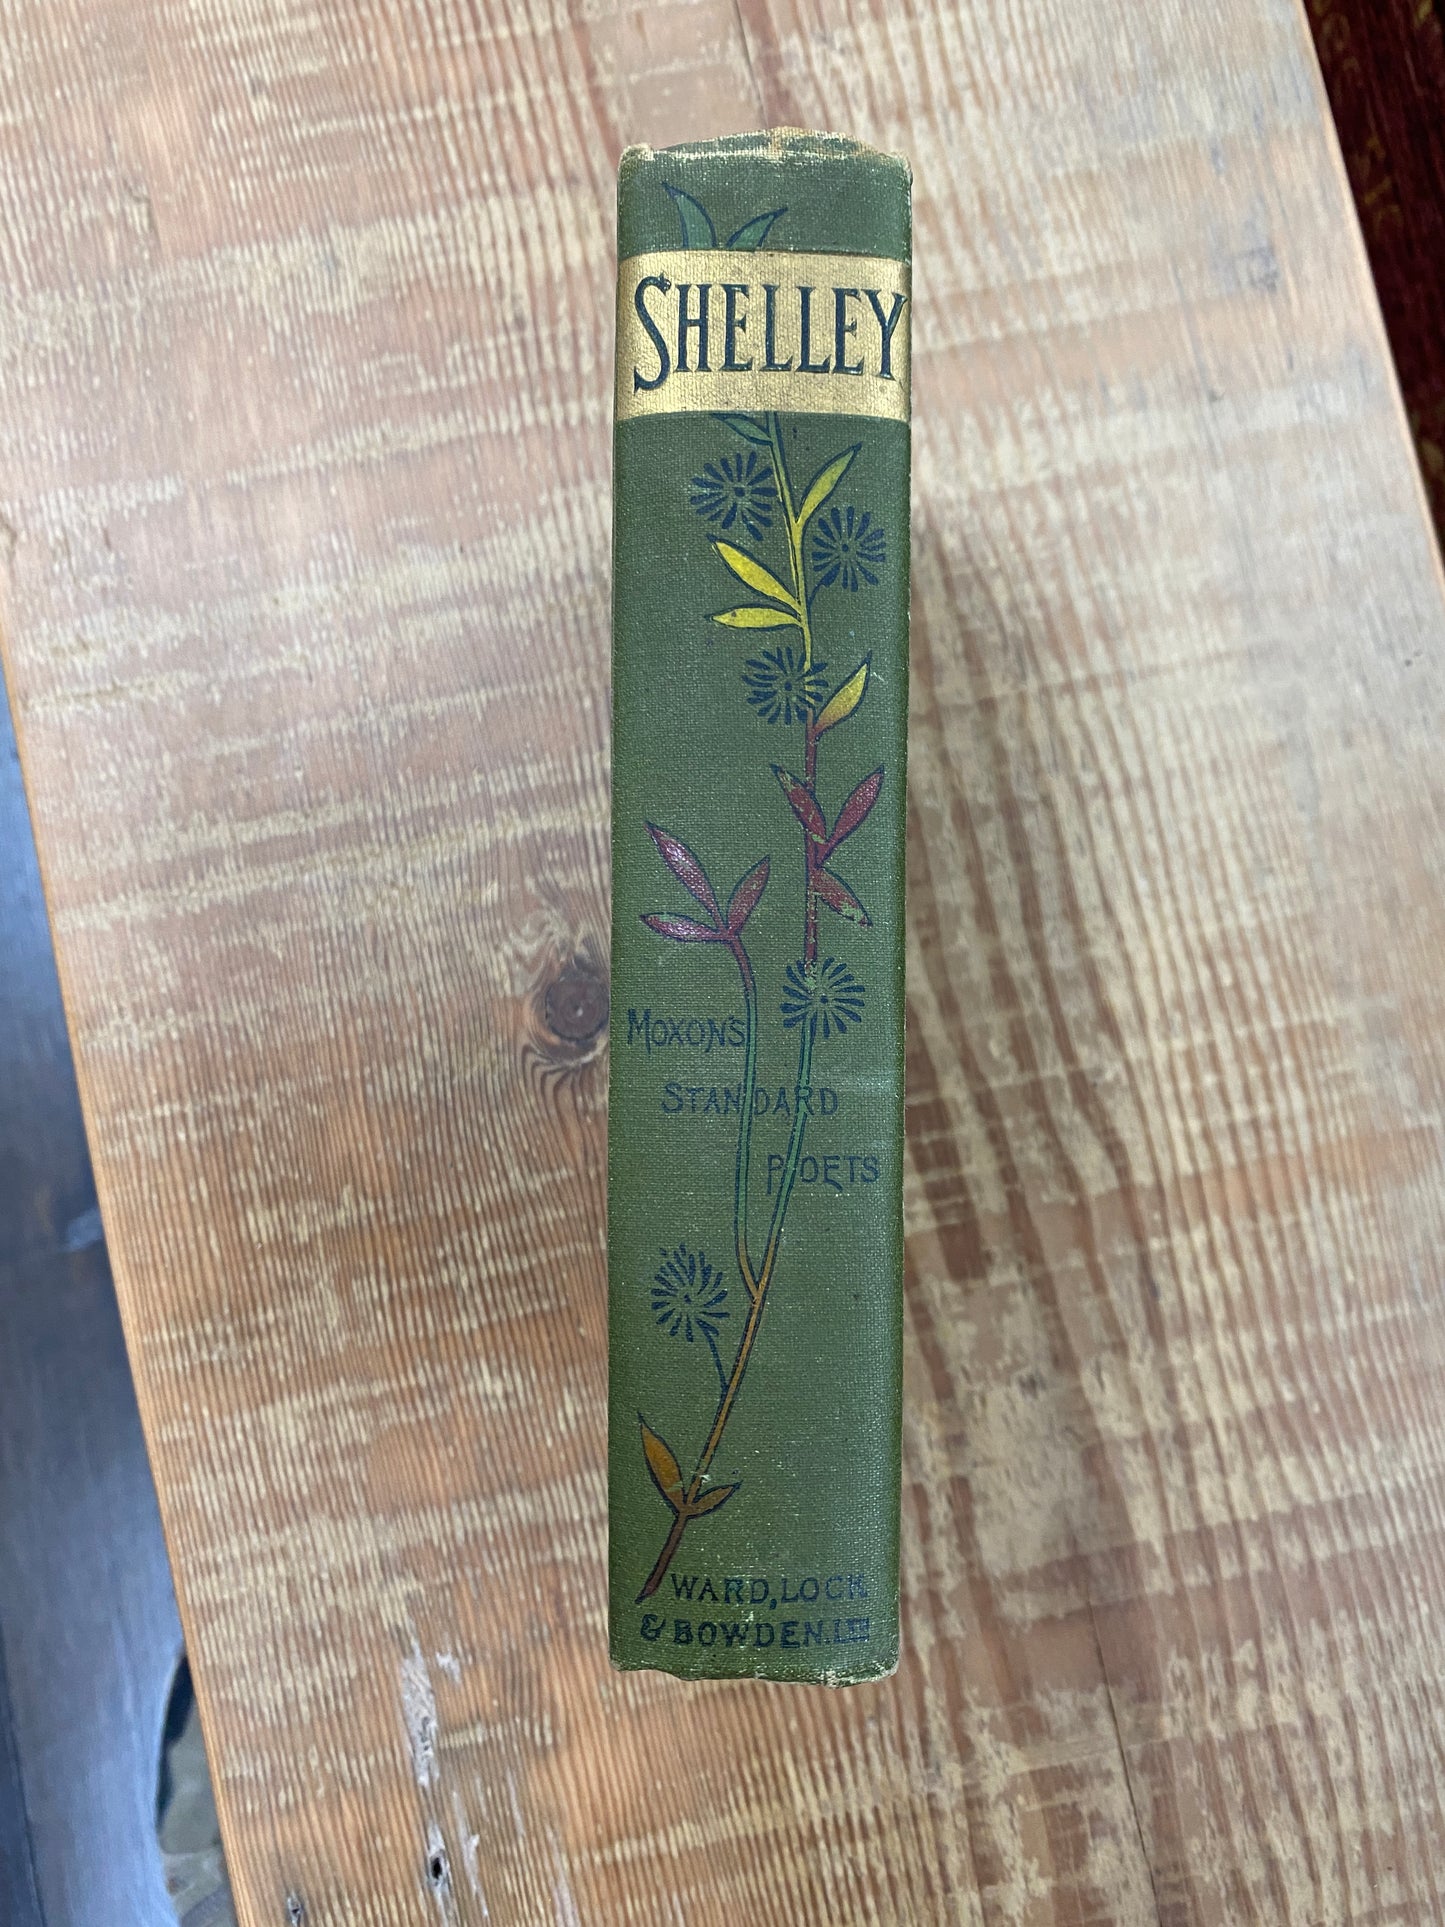 SHELLEY
MOXON'S
STANDARD
POETS
WARD, LOCK
& BOWDEN. LTD